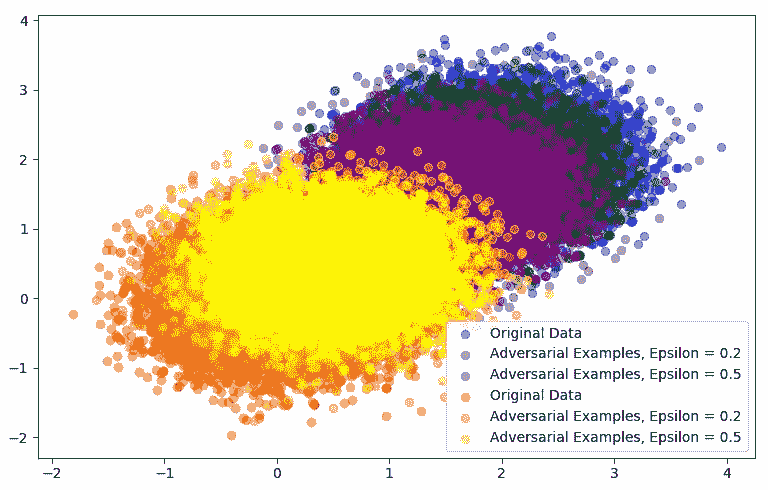 4
3
2
1
0
−1
−2
−2
−1
0
1
2
3
4
Original Data
Adversarial Examples, Epsilon = 0.2
Adversarial Examples, Epsilon = 0.5
Original Data
Adversarial Examples, Epsilon = 0.2
Adversarial Examples, Epsilon = 0.5